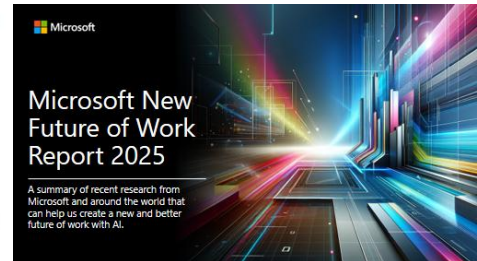 Microsoft
Microsoft New
Future of Work
Report 2025
A summary of recent research from
Microsoft and around the world that
can help us create a new and better
future of work with AI.